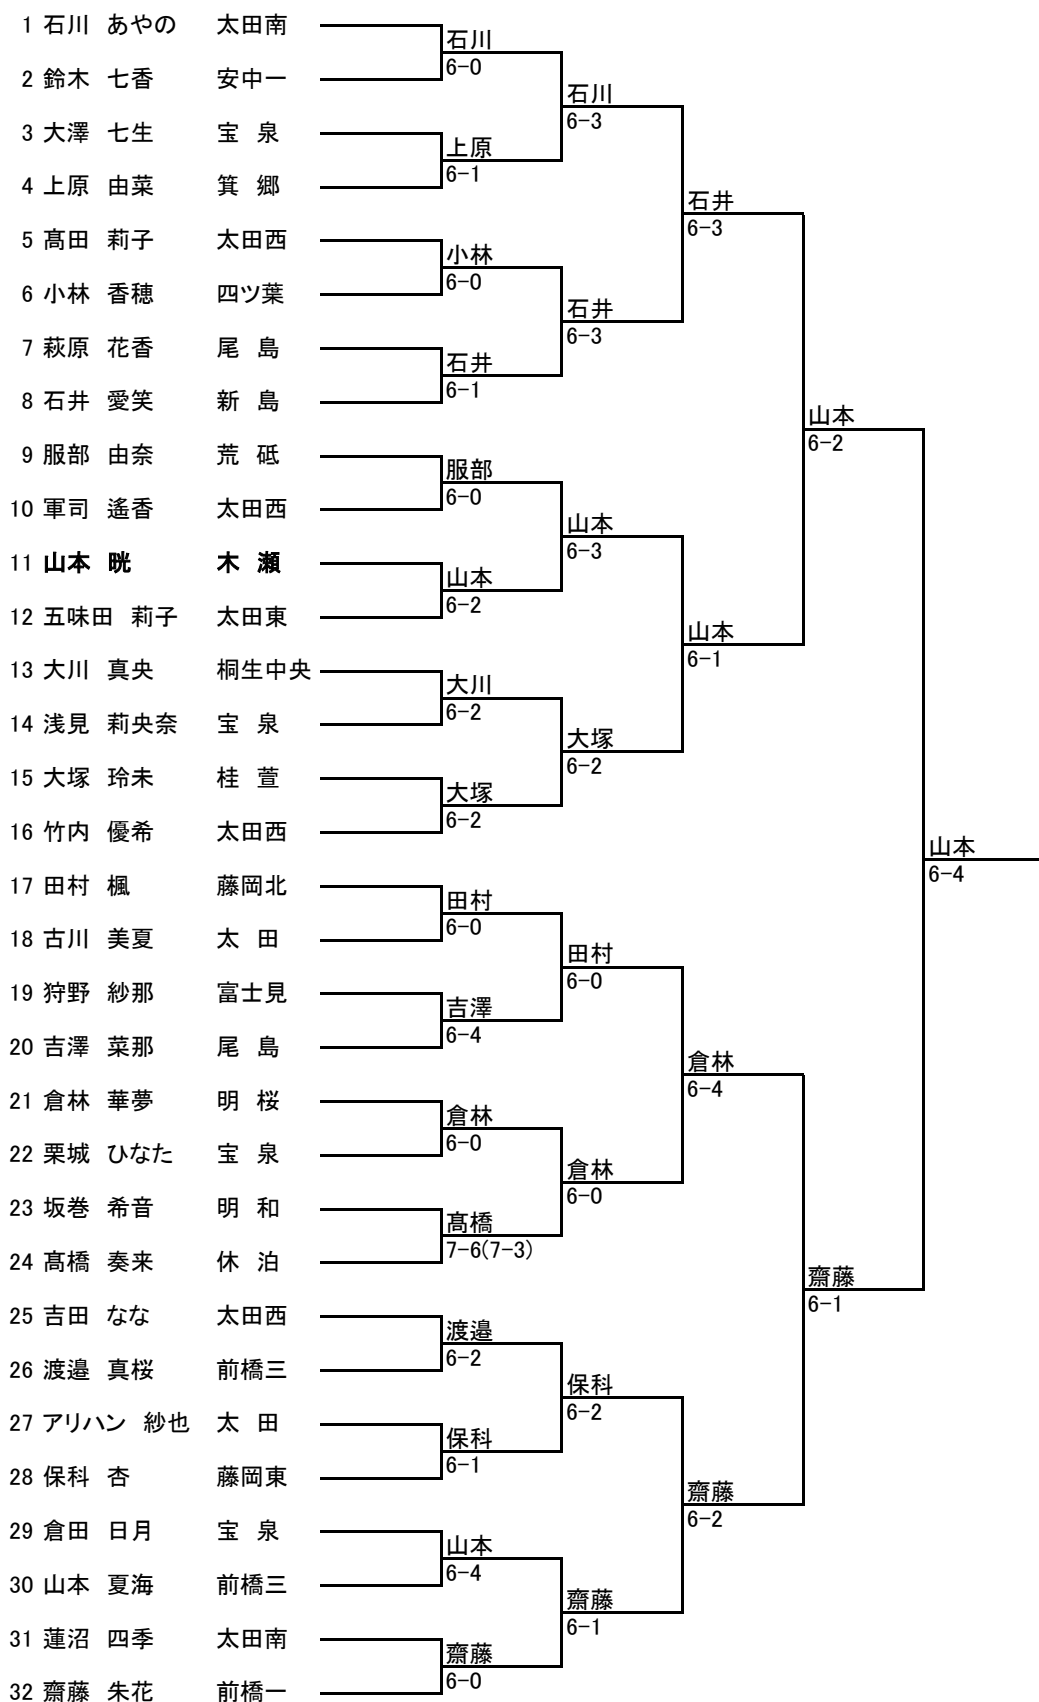 1 石川 あやの 太田南
石川
6-0
2 鈴木 七香 安中一
石川
6-3
3 大澤 七生 宝 泉
上原
6-1
4 上原 由菜 箕 郷
石井
6-3
5 髙田 莉子 太田西
小林
6-0
6 小林 香穂 四ツ葉
石井
6-3
7 萩原 花香 尾 島
石井
6-1
8 石井 愛笑 新 島
山本
6-2
9 服部 由奈 荒 砥
服部
6-0
10 軍司 遙香 太田西
山本
6-3
11 山本 晄 木 瀬
山本
6-2
12 五味田 莉子 太田東
山本
6-1
13 大川 真央 桐生中央
大川
6-2
14 浅見 莉央奈 宝 泉
大塚
6-2
15 大塚 玲未 桂 萱
大塚
6-2
16 竹内 優希 太田西
山本
6-4
17 田村 楓 藤岡北
田村
6-0
18 古川 美夏 太 田
田村
6-0
19 狩野 紗那 富士見
吉澤
6-4
20 吉澤 菜那 尾 島
倉林
6-4
21 倉林 華夢 明 桜
倉林
6-0
22 栗城 ひなた 宝 泉
倉林
6-0
23 坂巻 希音 明 和
髙橋
7-6(7-3)
24 髙橋 奏来 休 泊
齋藤
6-1
25 吉田 なな 太田西
渡邉
6-2
26 渡邉 真桜 前橋三
保科
6-2
27 アリハン 紗也 太 田
保科
6-1
28 保科 杏 藤岡東
齋藤
6-2
29 倉田 日月 宝 泉
山本
6-4
30 山本 夏海 前橋三
齋藤
6-1
31 蓮沼 四季 太田南
齋藤
6-0
32 齋藤 朱花 前橋一